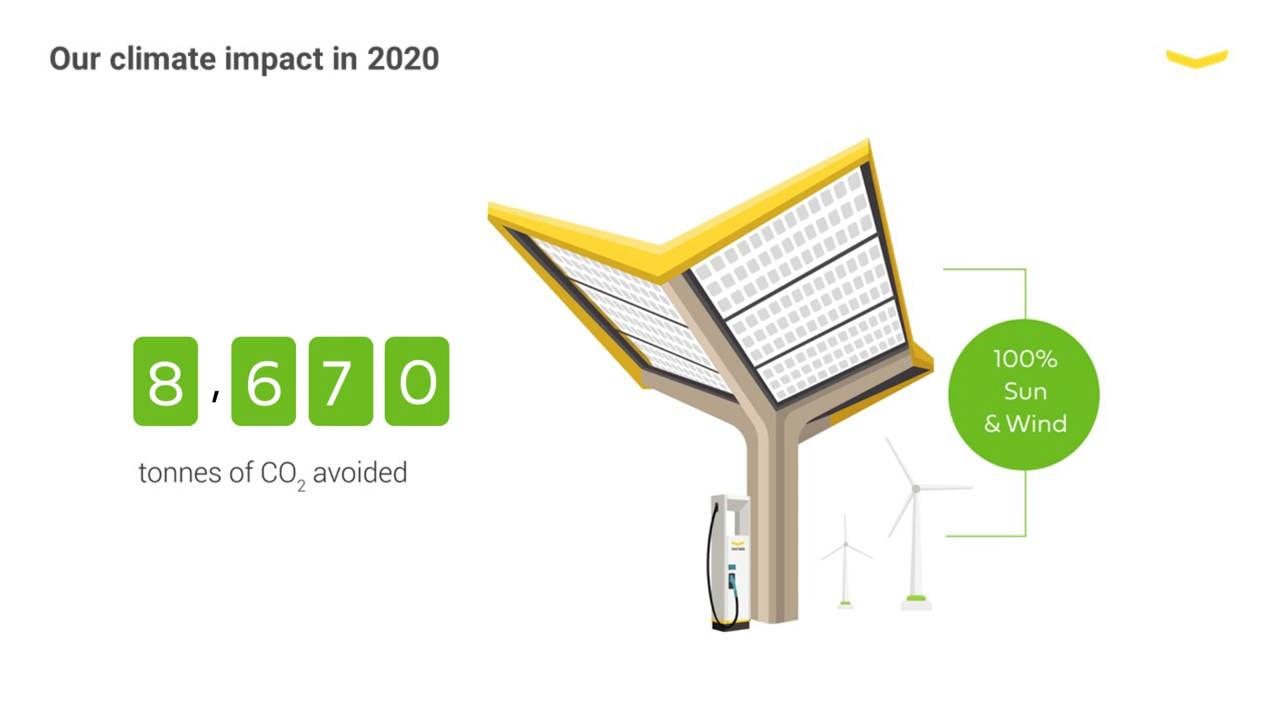 Our climate impact in 2020
8,670
tonnes of CO₂ avoided
100%
Sun
& Wind